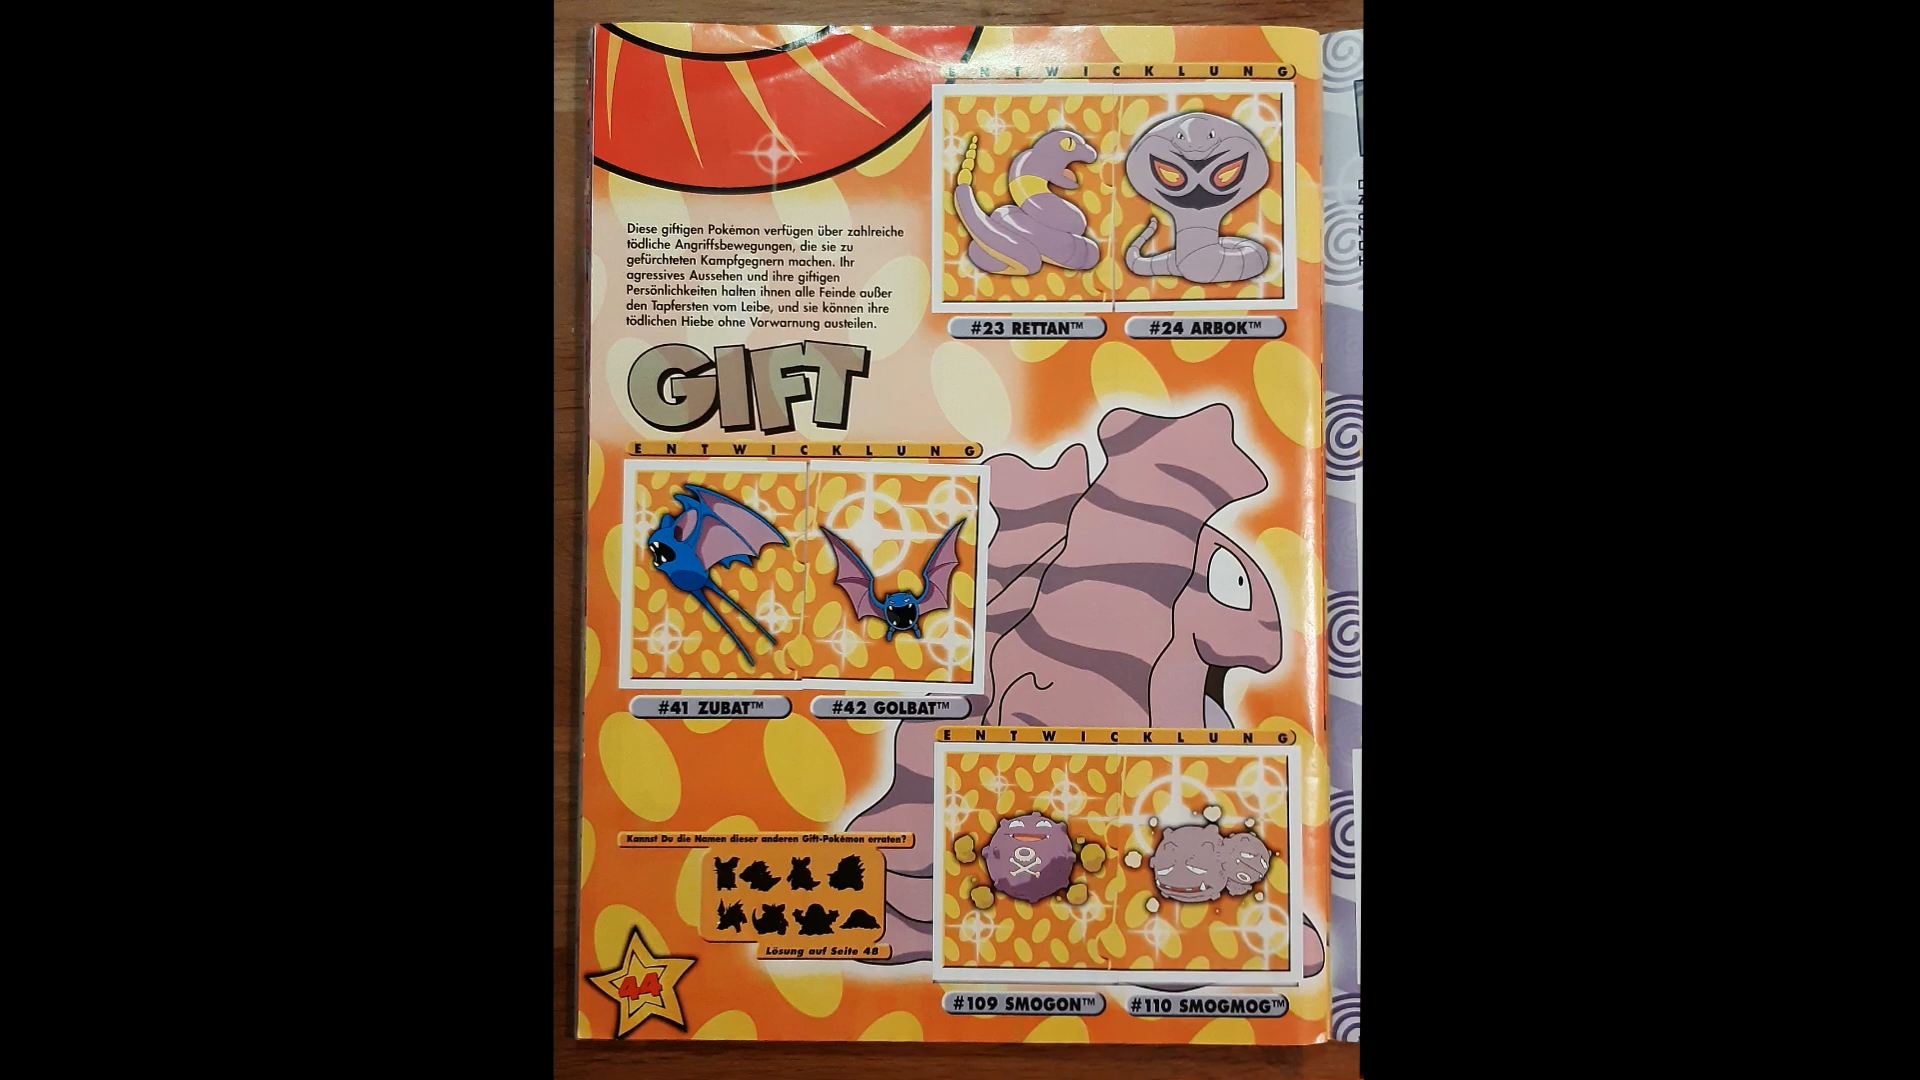 ENTWICKLUNG
Diese giftigen Pokémon verfügen über zahlreiche
tödliche Angriffsbewegungen, die sie zu
gefürchteten Kampfgegnern machen. Ihr
agressives Aussehen und ihre giftigen
Persönlichkeiten halten ihnen alle Feinde außer
den Tapfersten vom Leibe, und sie können ihre
tödlichen Hiebe ohne Vorwarnung austeilen.
#23 RETTAN™ #24 ARBOK™
GIFT
ENTWICKLUNG
#41 ZUBAT™ #42 GOLBAT™
ENTWICKLUNG
Kannst Du die Namen dieser anderen Gift-Pokémon erraten?
Lösung auf Seite 48
44
#109 SMOGON™ #110 SMOGMOG™